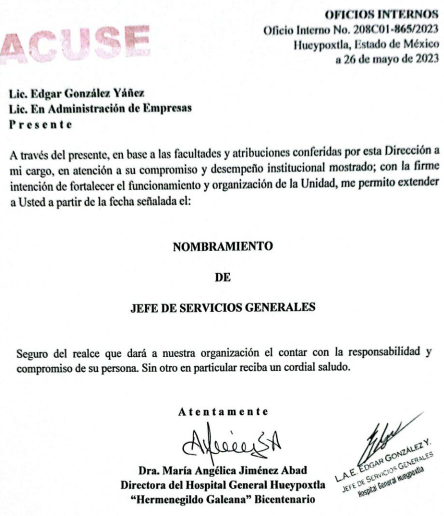 OFICIOS INTERNOS
Oficio Interno No. 208C01-865/2023
Hueypoxtla, Estado de México
a 26 de mayo de 2023
ACUSE
Lic. Edgar González Yáñez
Lic. En Administración de Empresas
P r e s e n t e
A través del presente, en base a las facultades y atribuciones conferidas por esta Dirección a
mi cargo, en atención a su compromiso y desempeño institucional mostrado; con la firme
intención de fortalecer el funcionamiento y organización de la Unidad, me permito extender
a Usted a partir de la fecha señalada el:
NOMBRAMIENTO
DE
JEFE DE SERVICIOS GENERALES
Seguro del realce que dará a nuestra organización el contar con la responsabilidad y
compromiso de su persona. Sin otro en particular reciba un cordial saludo.
A t e n t a m e n t e
Dra. María Angélica Jiménez Abad
Directora del Hospital General Hueypoxtla
“Hermenegildo Galeana” Bicentenario
L.A.E. EDGAR GONZÁLEZ Y.
JEFE DE SERVICIOS GENERALES
Hospital General Hueypoxtla